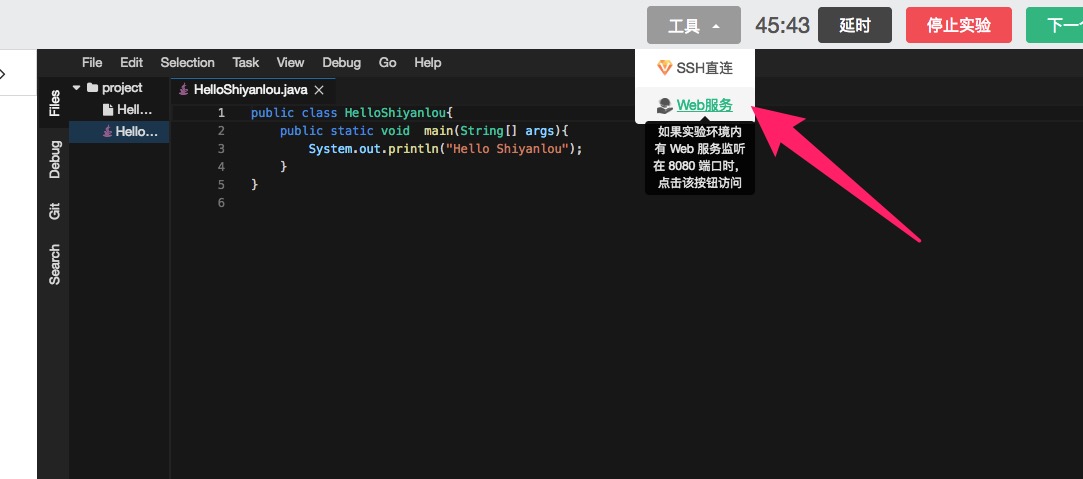 工具
45:43
延时
停止实验
下一个
File Edit Selection Task View Debug Go Help
SSH直连
Web服务
如果实验环境内
有 Web 服务监听
在 8080 端口时，
点击该按钮访问
Files
Debug
Git
Search
project
Hell...
Hello...
HelloShiyanlou.java
1 public class HelloShiyanlou{
2 public static void  main(String[] args){
3 System.out.println("Hello Shiyanlou");
4 }
5 }
6